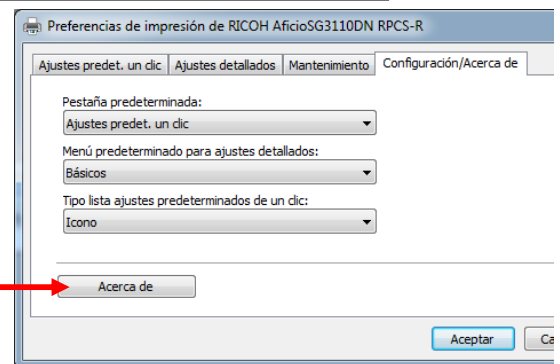 Preferencias de impresión de RICOH AficioSG3110DN RPCS-R
Ajustes predet. un clic Ajustes detallados Mantenimiento Configuración/Acerca de
Pestaña predeterminada:
Ajustes predet. un clic
Menú predeterminado para ajustes detallados:
Básicos
Tipo lista ajustes predeterminados de un clic:
Icono
Acerca de
Aceptar Ca